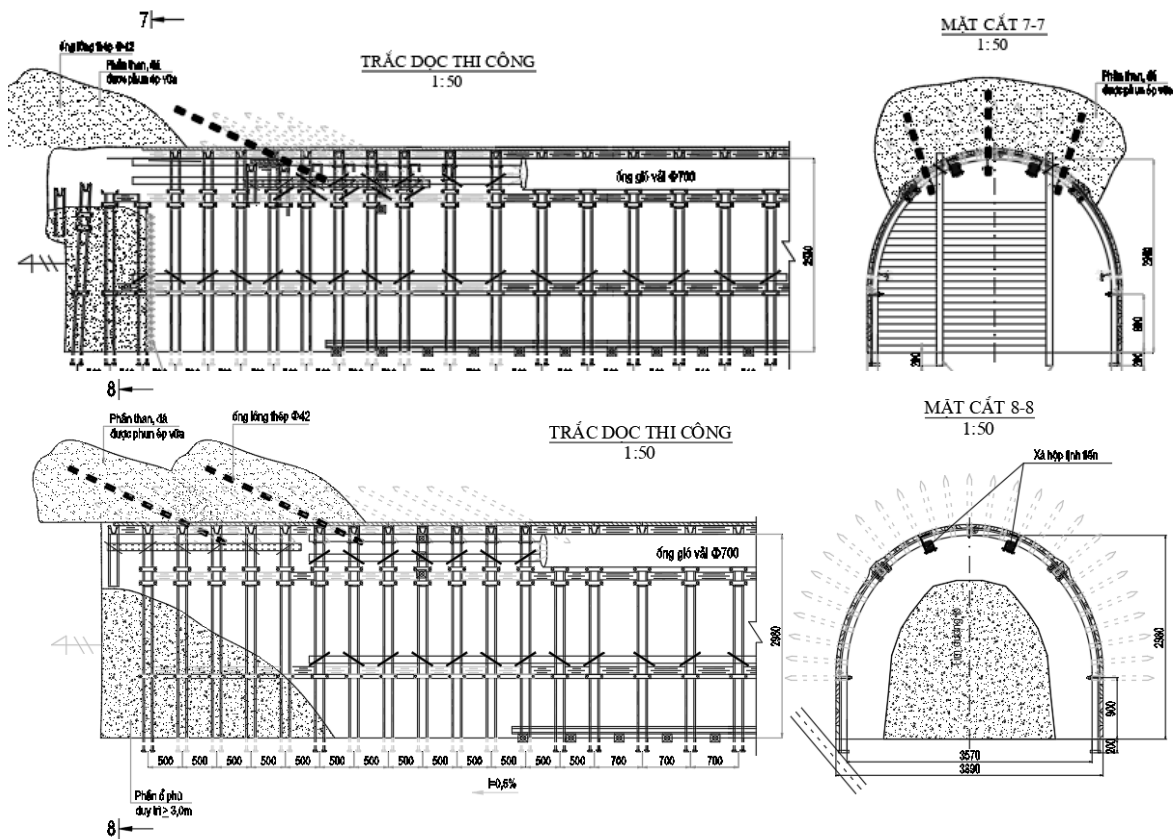 7
ống lồng thép Φ42
Phần than, đá
được phun ép vữa
TRẮC DỌC THI CÔNG
1:50
ống gió vải Φ700
8
MẶT CẮT 7-7
1:50
Phần than, đá
được phun ép vữa
200
TRẮC DỌC THI CÔNG
1:50
Phần than, đá
được phun ép vữa
ống lồng thép Φ42
ống gió vải Φ700
2980
500 500 500 500 500 500 500 500 500 500 500 500 500 700 700 700 700
i=0,5%
Phần ổ phủ
duy trì ≥ 3,0m
8
MẶT CẮT 8-8
1:50
Xà hộp tịnh tiến
2980
900
200
3570
3890